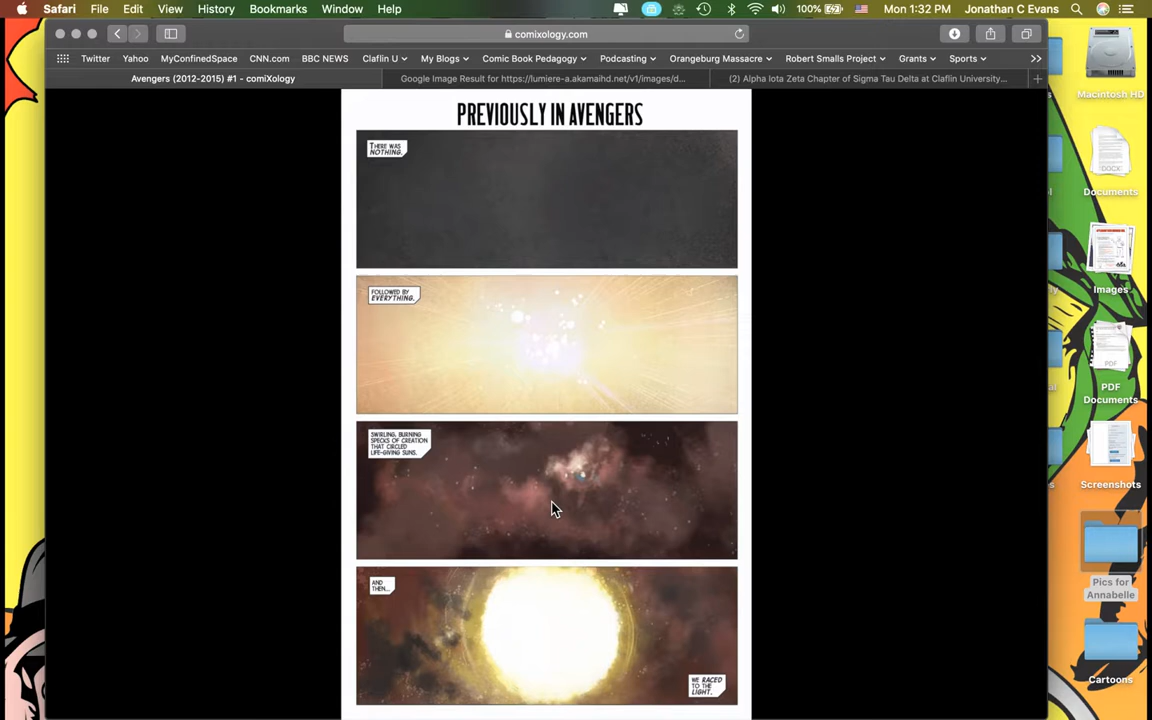 Safari File Edit View History Bookmarks Window Help 100% Mon 1:32 PM Jonathan C Evans
comixology.com
Twitter Yahoo MyConfinedSpace CNN.com BBC NEWS Claflin U My Blogs Comic Book Pedagogy Podcasting Orangeburg Massacre Robert Smalls Project Grants Sports
Avengers (2012-2015) #1 - comiXology
Google Image Result for https://lumiere-a.akamaihd.net/v1/images/d...
(2) Alpha Iota Zeta Chapter of Sigma Tau Delta at Claflin University...
PREVIOUSLY IN AVENGERS
THERE WAS
NOTHING.
FOLLOWED BY
EVERYTHING.
SWIRLING, BURNING
SPECKS OF CREATION
THAT CIRCLED
LIFE-GIVING SUNS.
AND
THEN...
WE RACED
TO THE
LIGHT.
Macintosh HD
DOCX
Documents
Images
PDF
PDF
Documents
Screenshots
Pics for
Annabelle
Cartoons